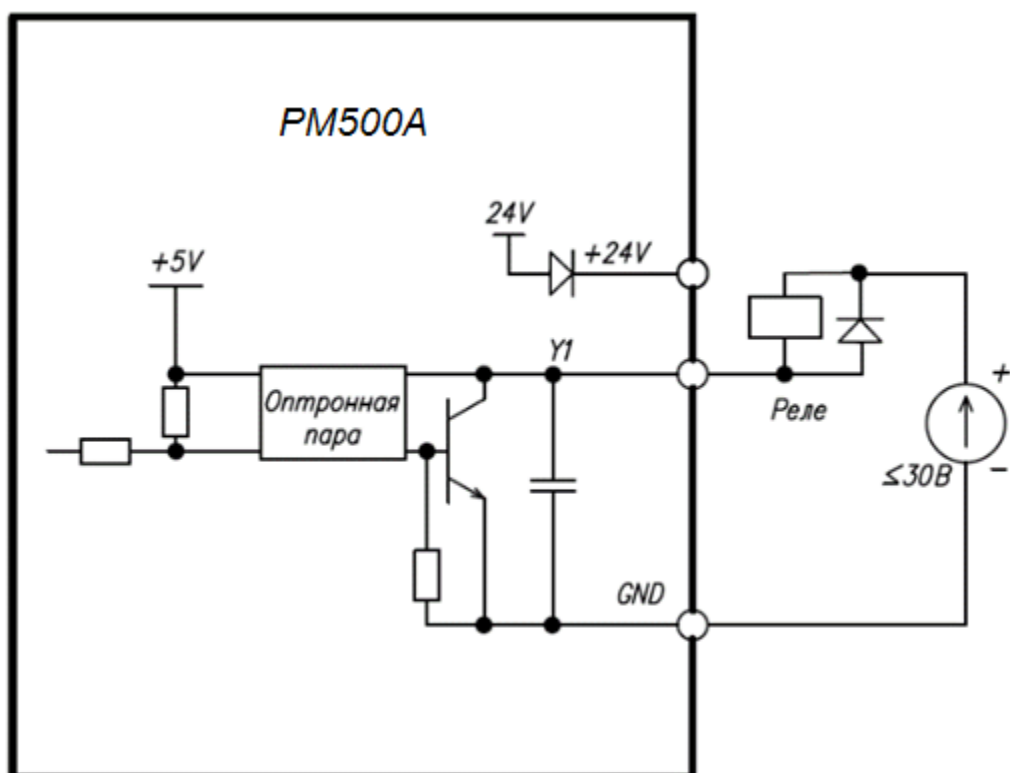 PM500A
24V
+24V
+5V
Y1
Оптронная
пара
Реле
+
≤30В
−
GND